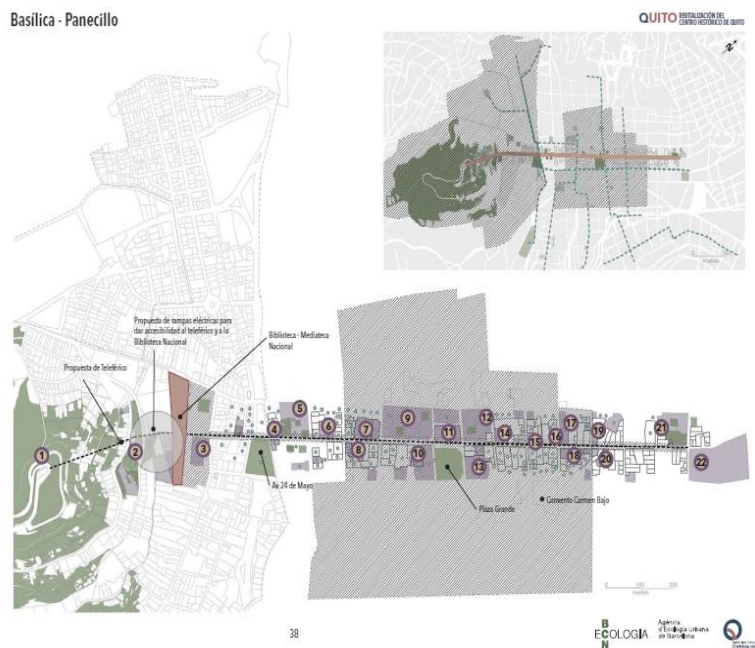 Basílica - Panecillo
QUITO REVITALIZACIÓN DEL
CENTRO HISTÓRICO DE QUITO
N
Propuesta de rampas eléctricas para
dar accesibilidad al teleférico y a la
Biblioteca Nacional
Biblioteca - Mediateca
Nacional
Propuesta de Teleférico
1
2
3
4
5
6
7
8
9
10
11
12
13
14
15
16
17
18
19
20
21
22
Av 24 de Mayo
Plaza Grande
Convento Carmen Bajo
0 100 200
metres
38
BCN ECOLOGIA
Agència
d'Ecologia Urbana
de Barcelona